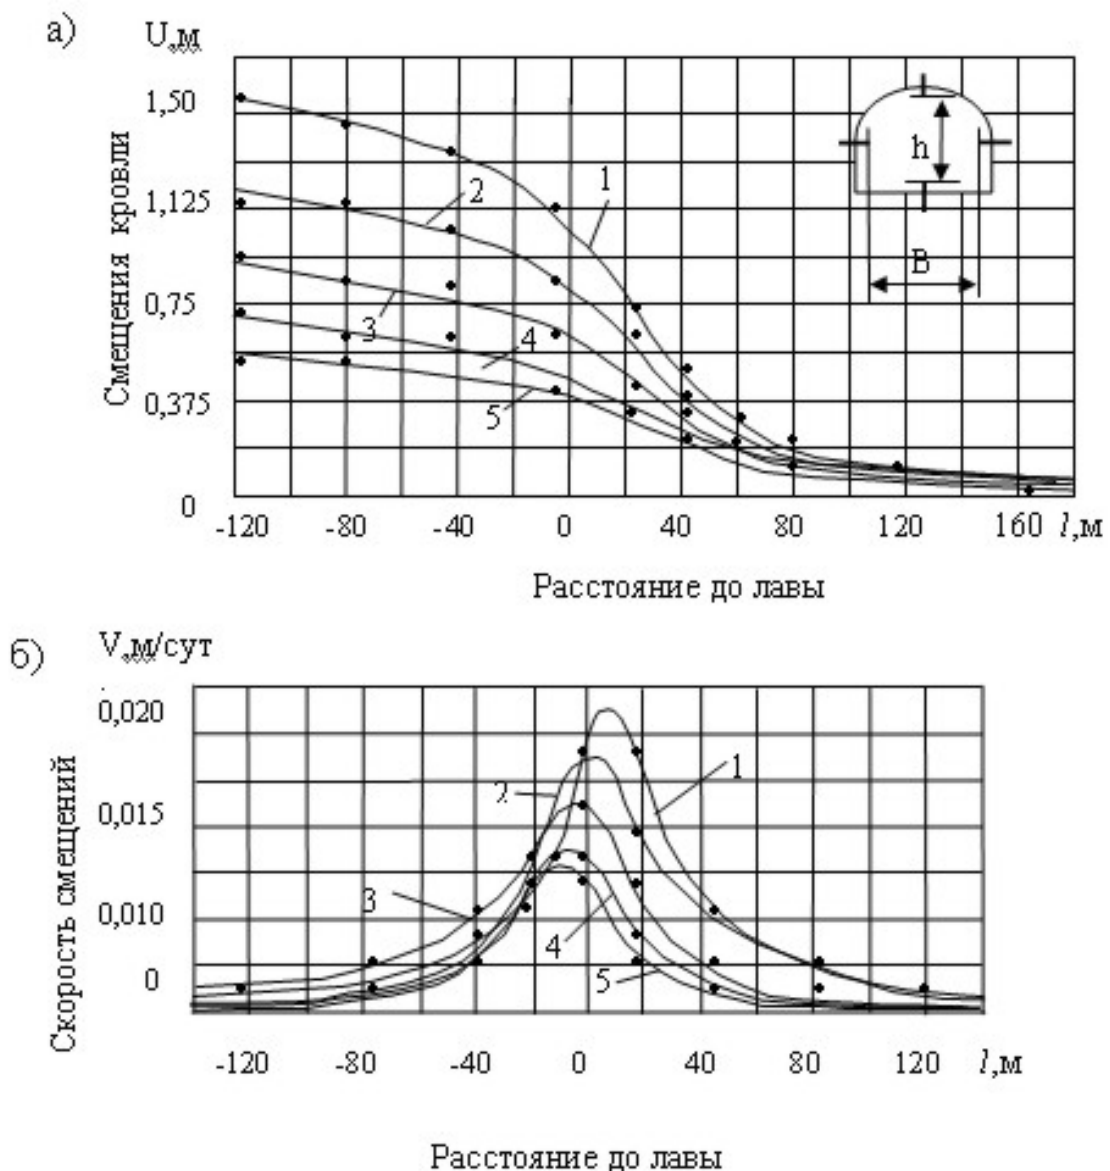 а)
U,м
Смещения кровли
1,50
1,125
0,75
0,375
0
1
2
3
4
5
h
B
-120 -80 -40 0 40 80 120 160 l,м
Расстояние до лавы
б)
V,м/сут
Скорость смещений
0,020
0,015
0,010
0
1
2
3
4
5
-120 -80 -40 0 40 80 120 l,м
Расстояние до лавы